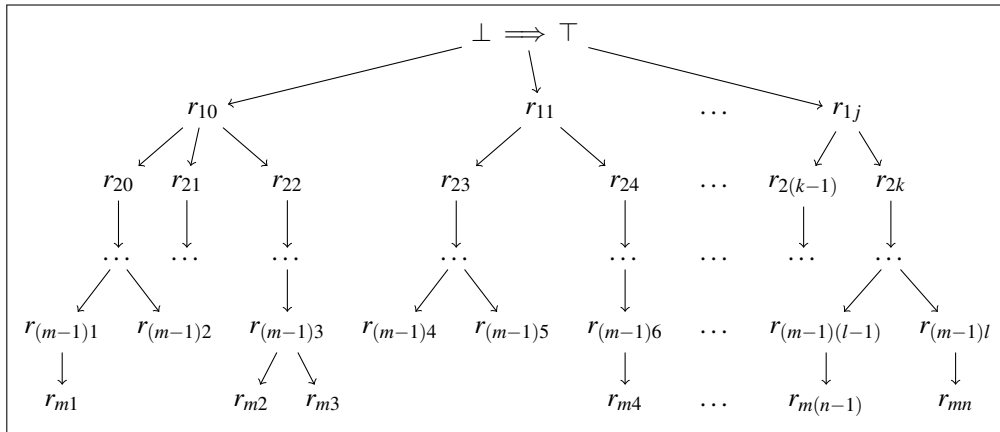 ⊥ ⟹ ⊤
r₁₀ r₁₁ … r₁ⱼ
r₂₀ r₂₁ r₂₂ r₂₃ r₂₄ … r₂₍ₖ₋₁₎ r₂ₖ
… … … … … … … …
r₍ₘ₋₁₎₁ r₍ₘ₋₁₎₂ r₍ₘ₋₁₎₃ r₍ₘ₋₁₎₄ r₍ₘ₋₁₎₅ r₍ₘ₋₁₎₆ … r₍ₘ₋₁₎₍ₗ₋₁₎ r₍ₘ₋₁₎ₗ
rₘ₁ rₘ₂ rₘ₃ rₘ₄ … rₘ₍ₙ₋₁₎ rₘₙ